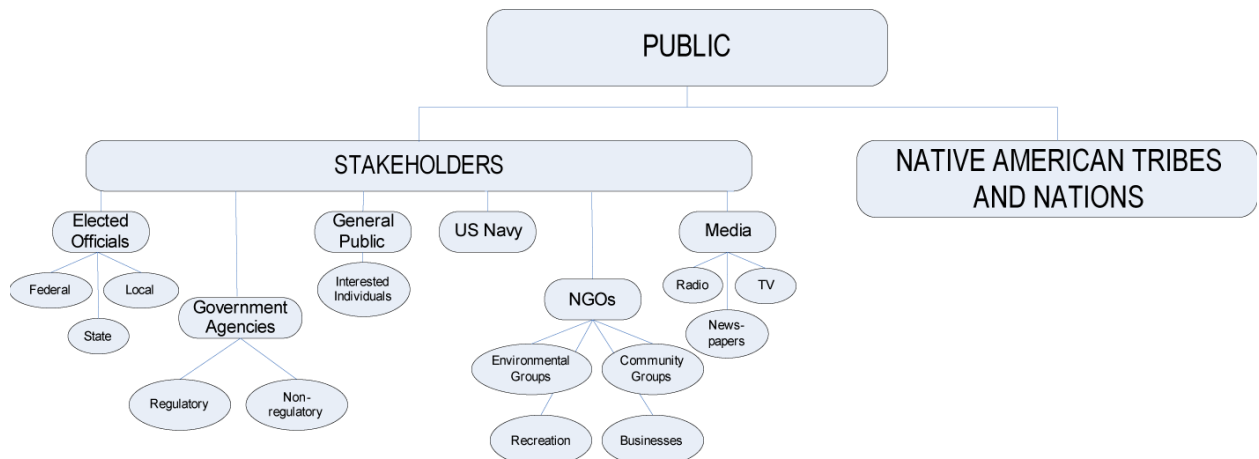 PUBLIC
STAKEHOLDERS
NATIVE AMERICAN TRIBES
AND NATIONS
Elected
Officials
General
Public
US Navy
Media
Federal
Local
State
Interested
Individuals
Radio
TV
News-
papers
Government
Agencies
NGOs
Regulatory
Non-
regulatory
Environmental
Groups
Community
Groups
Recreation
Businesses